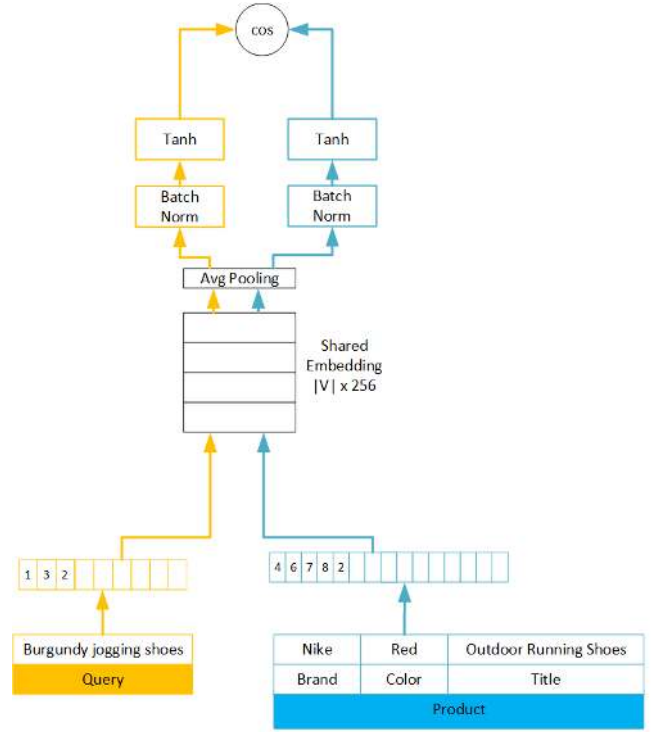 cos
Tanh
Tanh
Batch
Norm
Batch
Norm
Avg Pooling
Shared
Embedding
|V| x 256
1 3 2
4 6 7 8 2
Burgundy jogging shoes
Query
Nike Red Outdoor Running Shoes
Brand Color Title
Product